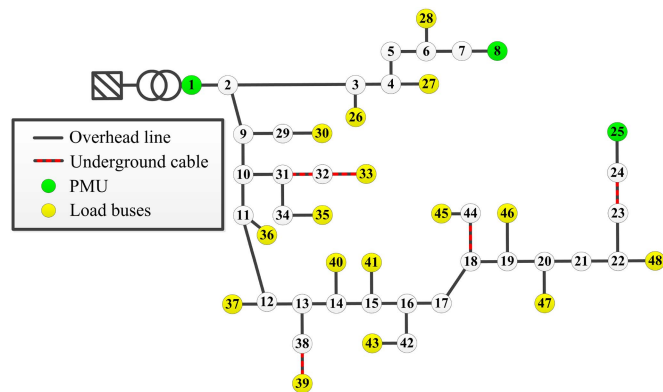 28
5 6 7 8
1 2 3 4 27
26
Overhead line
Underground cable
PMU
Load buses
9 29 30
25
10 31 32 33
24
11 34 35
36
45 44 46
23
40 41
18 19 20 21 22 48
37 12 13 14 15 16 17
47
38 43 42
39